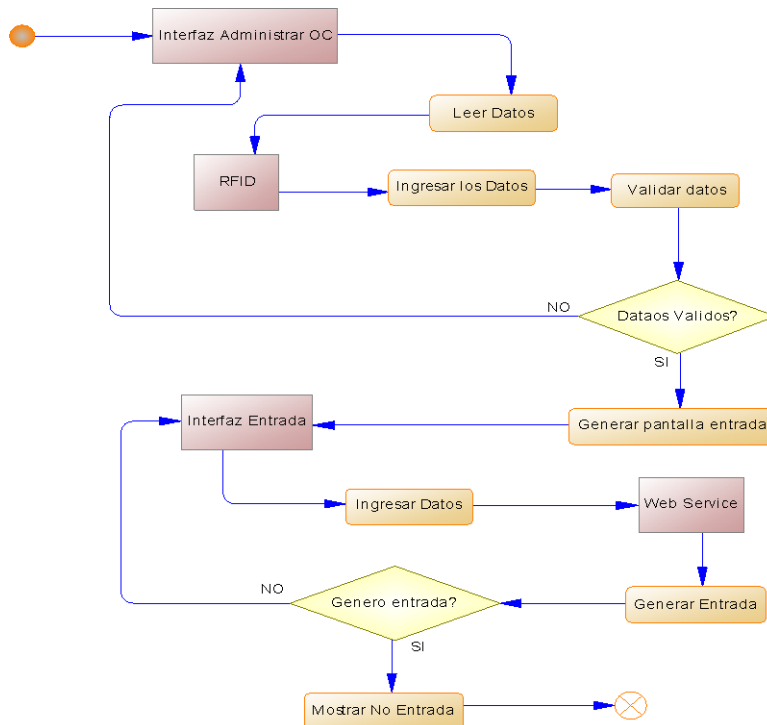 Interfaz Administrar OC
Leer Datos
RFID
Ingresar los Datos
Validar datos
NO
Dataos Validos?
SI
Interfaz Entrada
Generar pantalla entrada
Ingresar Datos
Web Service
NO
Genero entrada?
Generar Entrada
SI
Mostrar No Entrada